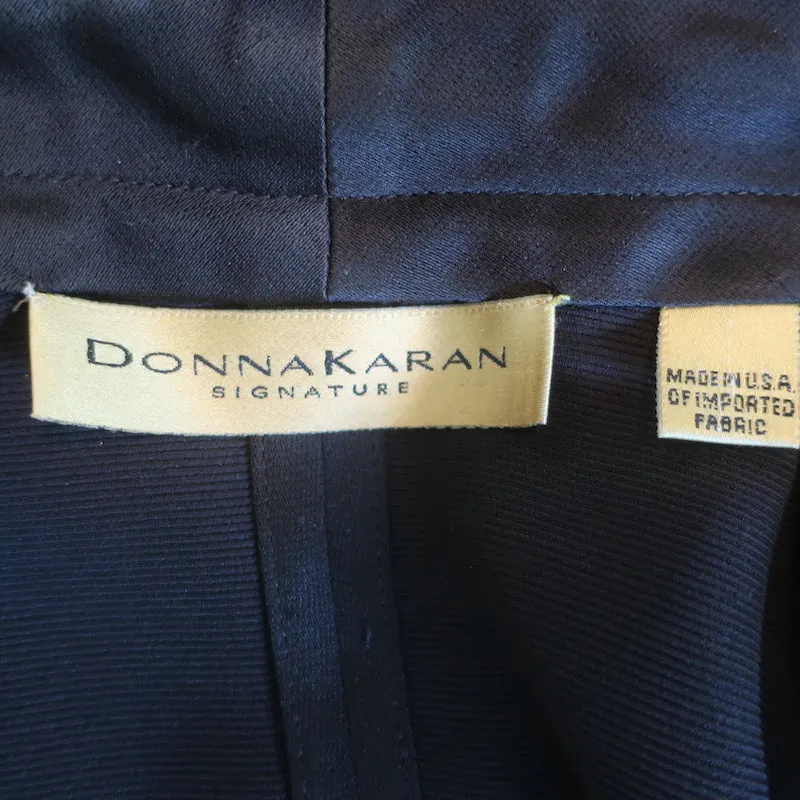 DONNAKARAN
SIGNATURE
MADE IN U.S.A.
OF IMPORTED
FABRIC